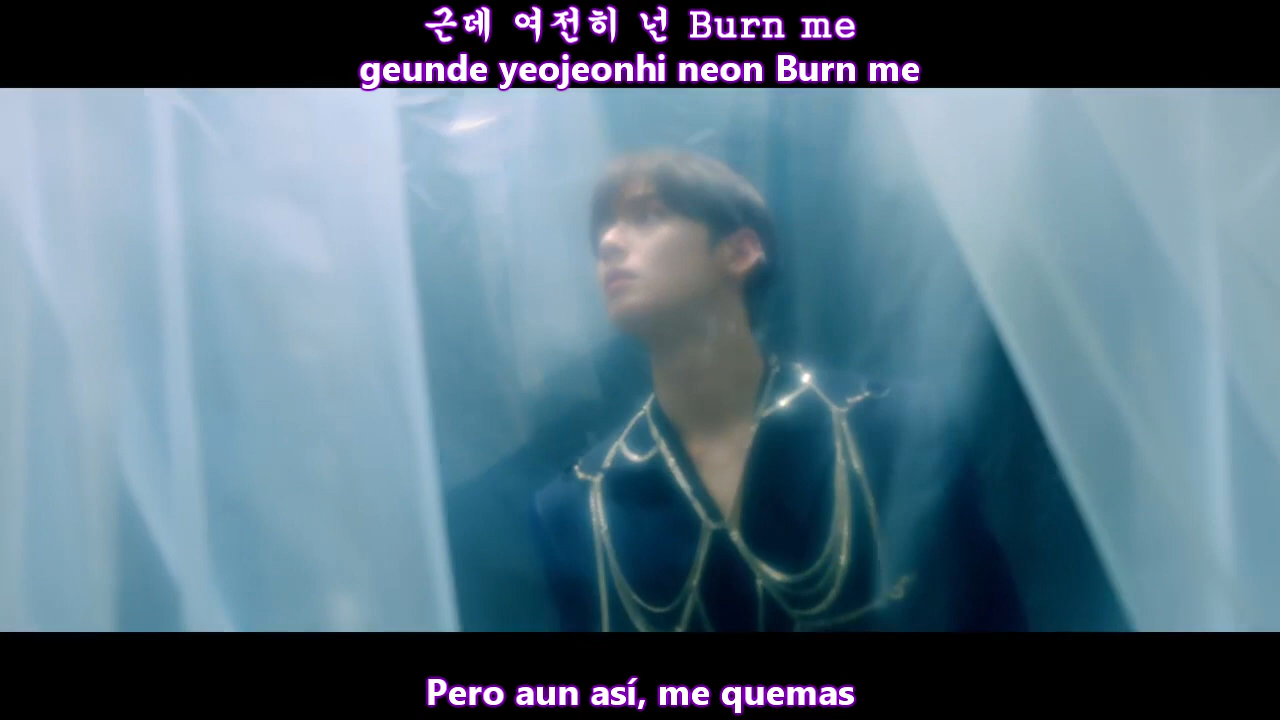 근데 여전히 넌 Burn me
geunde yeojeonhi neon Burn me
Pero aun así, me quemas